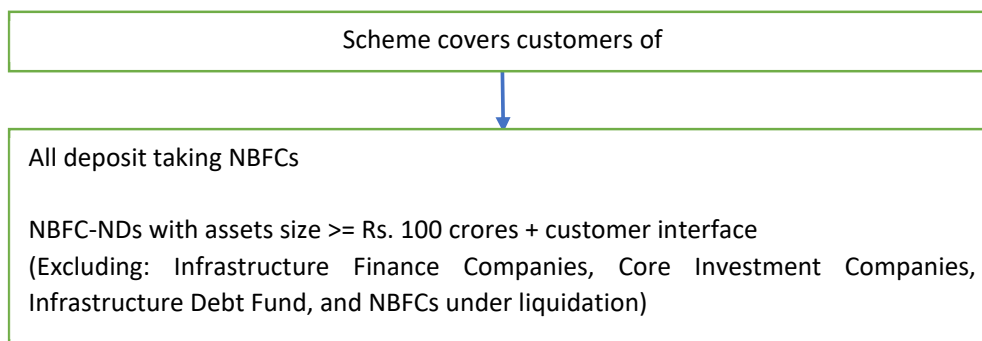 Scheme covers customers of
All deposit taking NBFCs
NBFC-NDs with assets size >= Rs. 100 crores + customer interface
(Excluding: Infrastructure Finance Companies, Core Investment Companies,
Infrastructure Debt Fund, and NBFCs under liquidation)